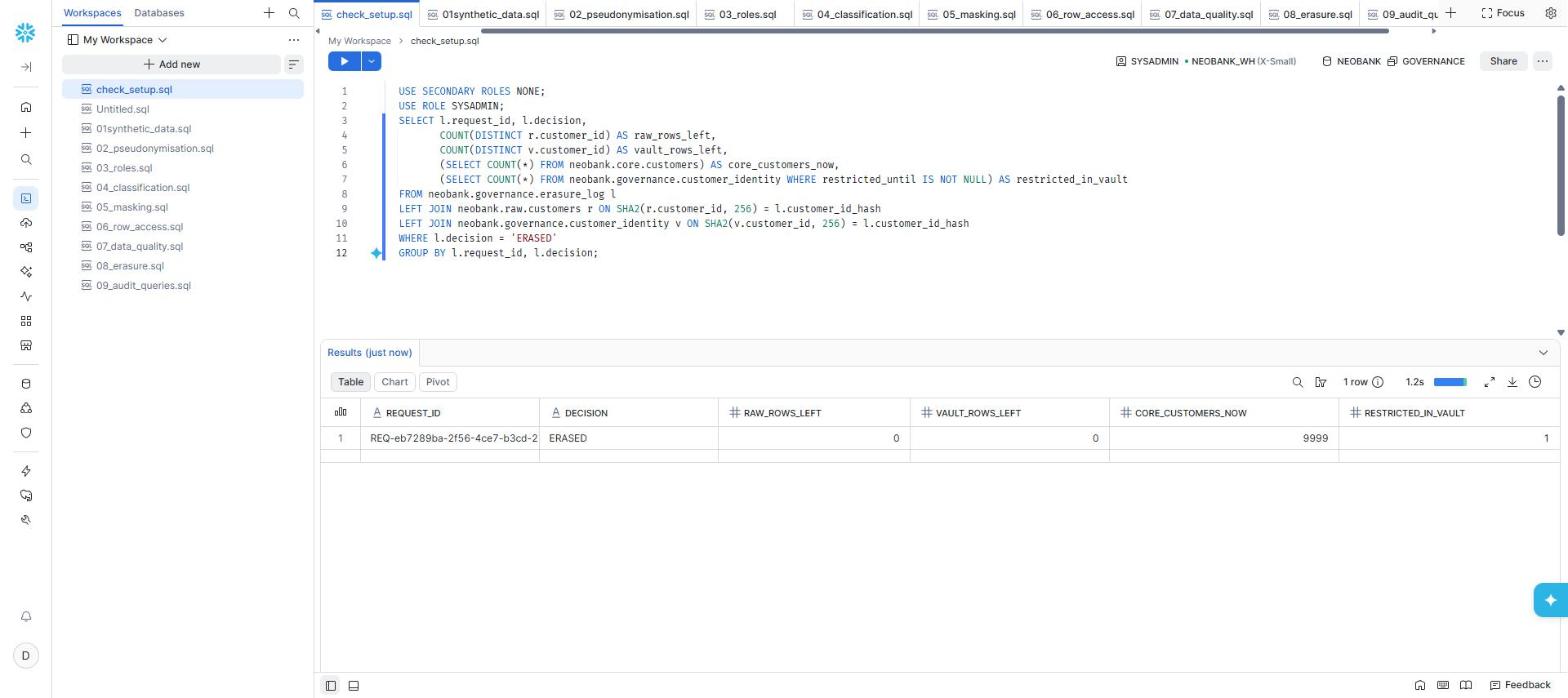 Workspaces
Databases
My Workspace
Add new
check_setup.sql
Untitled.sql
01synthetic_data.sql
02_pseudonymisation.sql
03_roles.sql
04_classification.sql
05_masking.sql
06_row_access.sql
07_data_quality.sql
08_erasure.sql
09_audit_queries.sql
D
check_setup.sql
01synthetic_data.sql
02_pseudonymisation.sql
03_roles.sql
04_classification.sql
05_masking.sql
06_row_access.sql
07_data_quality.sql
08_erasure.sql
09_audit_qu
Focus
My Workspace > check_setup.sql
SYSADMIN • NEOBANK_WH (X-Small)
NEOBANK
GOVERNANCE
Share
1 USE SECONDARY ROLES NONE;
2 USE ROLE SYSADMIN;
3 SELECT l.request_id, l.decision,
4 COUNT(DISTINCT r.customer_id) AS raw_rows_left,
5 COUNT(DISTINCT v.customer_id) AS vault_rows_left,
6 (SELECT COUNT(*) FROM neobank.core.customers) AS core_customers_now,
7 (SELECT COUNT(*) FROM neobank.governance.customer_identity WHERE restricted_until IS NOT NULL) AS restricted_in_vault
8 FROM neobank.governance.erasure_log l
9 LEFT JOIN neobank.raw.customers r ON SHA2(r.customer_id, 256) = l.customer_id_hash
10 LEFT JOIN neobank.governance.customer_identity v ON SHA2(v.customer_id, 256) = l.customer_id_hash
11 WHERE l.decision = 'ERASED'
12 GROUP BY l.request_id, l.decision;
Results (just now)
Table
Chart
Pivot
1 row
1.2s
REQUEST_ID DECISION RAW_ROWS_LEFT VAULT_ROWS_LEFT CORE_CUSTOMERS_NOW RESTRICTED_IN_VAULT
1 REQ-eb7289ba-2f56-4ce7-b3cd-2 ERASED 0 0 9999 1
Feedback